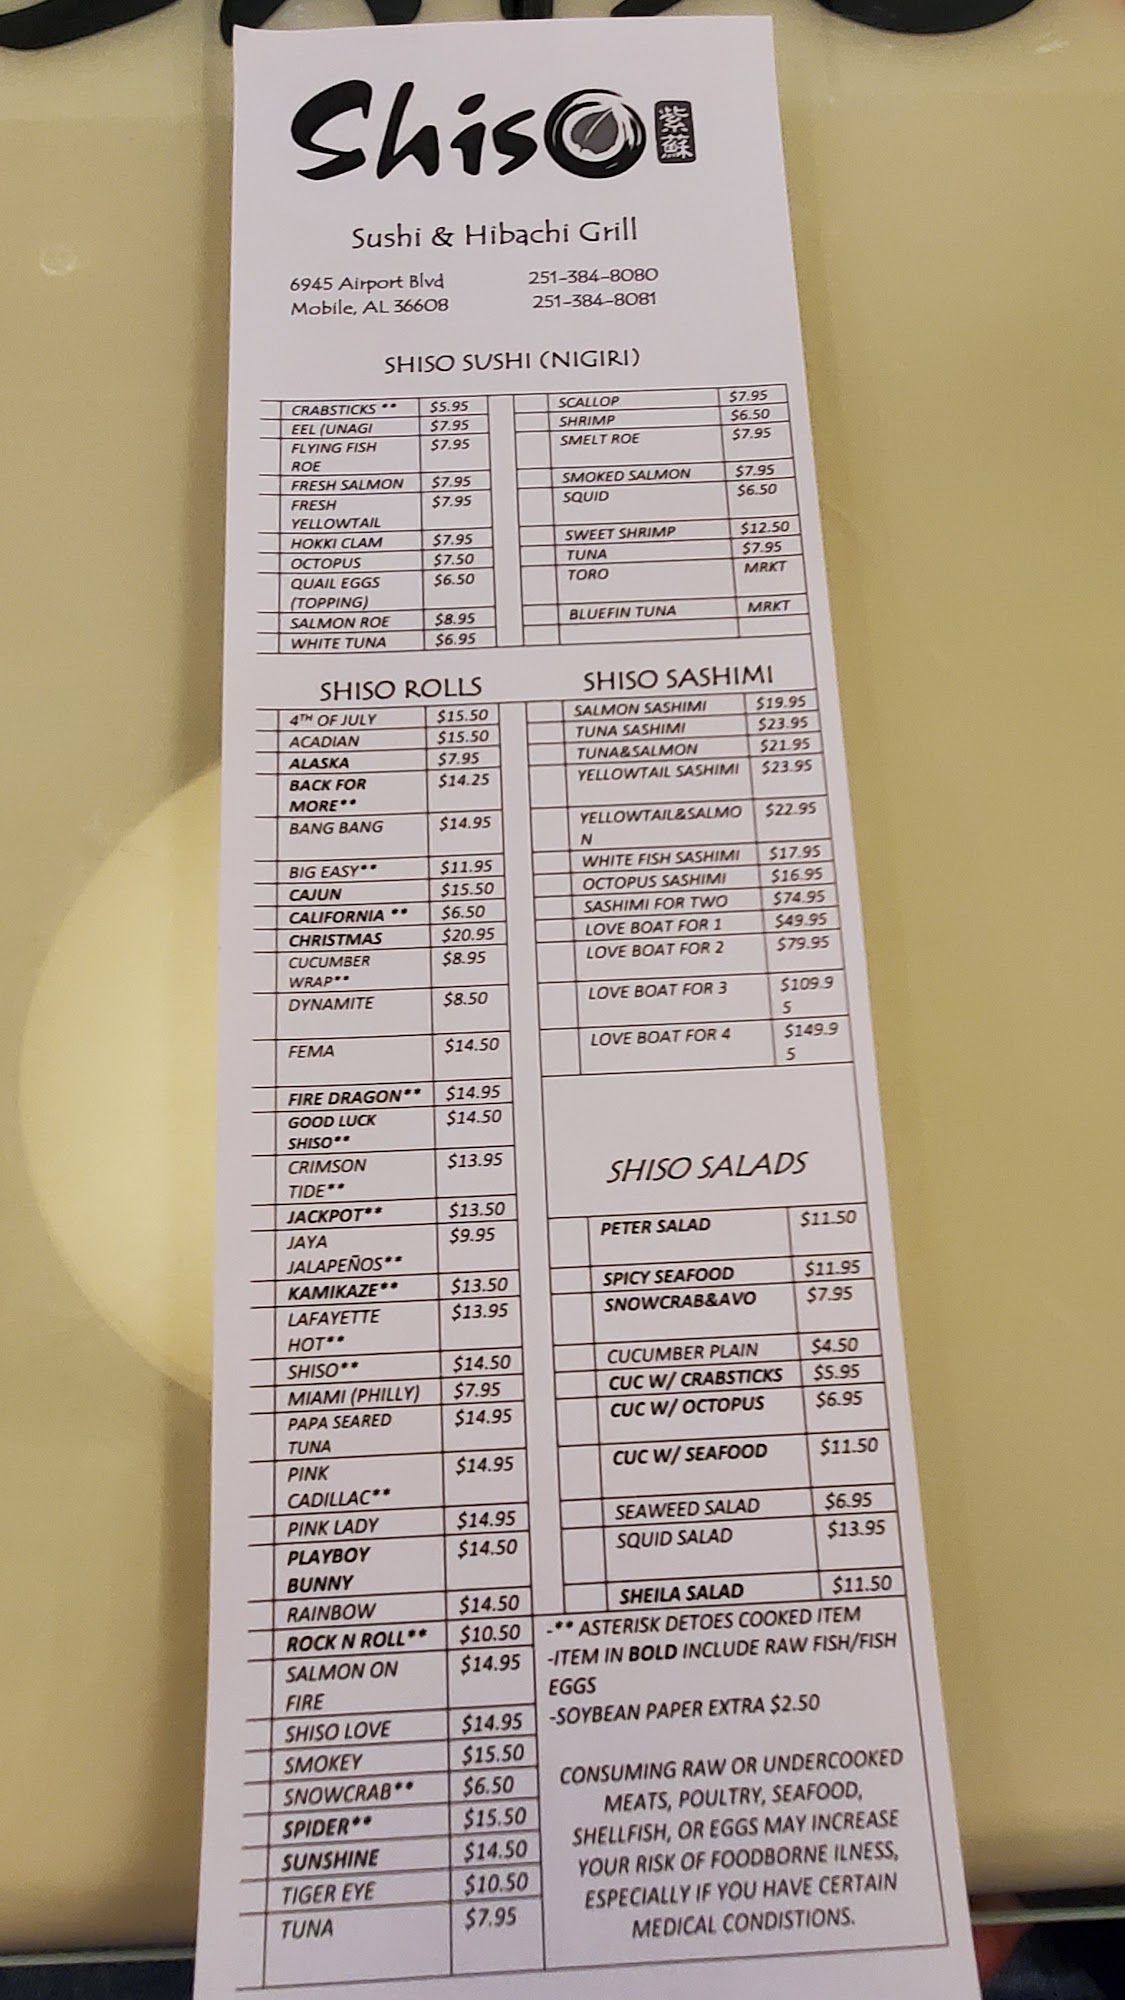 Shiso 紫蘇
Sushi & Hibachi Grill
6945 Airport Blvd 251-384-8080
Mobile, AL 36608 251-384-8081
SHISO SUSHI (NIGIRI)
CRABSTICKS ** $5.95
EEL (UNAGI $7.95
FLYING FISH $7.95
ROE
FRESH SALMON $7.95
FRESH $7.95
YELLOWTAIL
HOKKI CLAM $7.95
OCTOPUS $7.50
QUAIL EGGS $6.50
(TOPPING)
SALMON ROE $8.95
WHITE TUNA $6.95
SCALLOP $7.95
SHRIMP $6.50
SMELT ROE $7.95
SMOKED SALMON $7.95
SQUID $6.50
SWEET SHRIMP $12.50
TUNA $7.95
TORO MRKT
BLUEFIN TUNA MRKT
SHISO ROLLS
4TH OF JULY $15.50
ACADIAN $15.50
ALASKA $7.95
BACK FOR $14.25
MORE**
BANG BANG $14.95
BIG EASY** $11.95
CAJUN $15.50
CALIFORNIA ** $6.50
CHRISTMAS $20.95
CUCUMBER $8.95
WRAP**
DYNAMITE $8.50
FEMA $14.50
FIRE DRAGON** $14.95
GOOD LUCK $14.50
SHISO**
CRIMSON $13.95
TIDE**
JACKPOT** $13.50
JAYA $9.95
JALAPEÑOS**
KAMIKAZE** $13.50
LAFAYETTE $13.95
HOT**
SHISO** $14.50
MIAMI (PHILLY) $7.95
PAPA SEARED $14.95
TUNA
PINK $14.95
CADILLAC**
PINK LADY $14.95
PLAYBOY $14.50
BUNNY
RAINBOW $14.50
ROCK N ROLL** $10.50
SALMON ON $14.95
FIRE
SHISO LOVE $14.95
SMOKEY $15.50
SNOWCRAB** $6.50
SPIDER** $15.50
SUNSHINE $14.50
TIGER EYE $10.50
TUNA $7.95
SHISO SASHIMI
SALMON SASHIMI $19.95
TUNA SASHIMI $23.95
TUNA&SALMON $21.95
YELLOWTAIL SASHIMI $23.95
YELLOWTAIL&SALMO $22.95
N
WHITE FISH SASHIMI $17.95
OCTOPUS SASHIMI $16.95
SASHIMI FOR TWO $74.95
LOVE BOAT FOR 1 $49.95
LOVE BOAT FOR 2 $79.95
LOVE BOAT FOR 3 $109.9
5
LOVE BOAT FOR 4 $149.9
5
SHISO SALADS
PETER SALAD $11.50
SPICY SEAFOOD $11.95
SNOWCRAB&AVO $7.95
CUCUMBER PLAIN $4.50
CUC W/ CRABSTICKS $5.95
CUC W/ OCTOPUS $6.95
CUC W/ SEAFOOD $11.50
SEAWEED SALAD $6.95
SQUID SALAD $13.95
SHEILA SALAD $11.50
-** ASTERISK DETOES COOKED ITEM
-ITEM IN BOLD INCLUDE RAW FISH/FISH
EGGS
-SOYBEAN PAPER EXTRA $2.50
CONSUMING RAW OR UNDERCOOKED
MEATS, POULTRY, SEAFOOD,
SHELLFISH, OR EGGS MAY INCREASE
YOUR RISK OF FOODBORNE ILNESS,
ESPECIALLY IF YOU HAVE CERTAIN
MEDICAL CONDISTIONS.